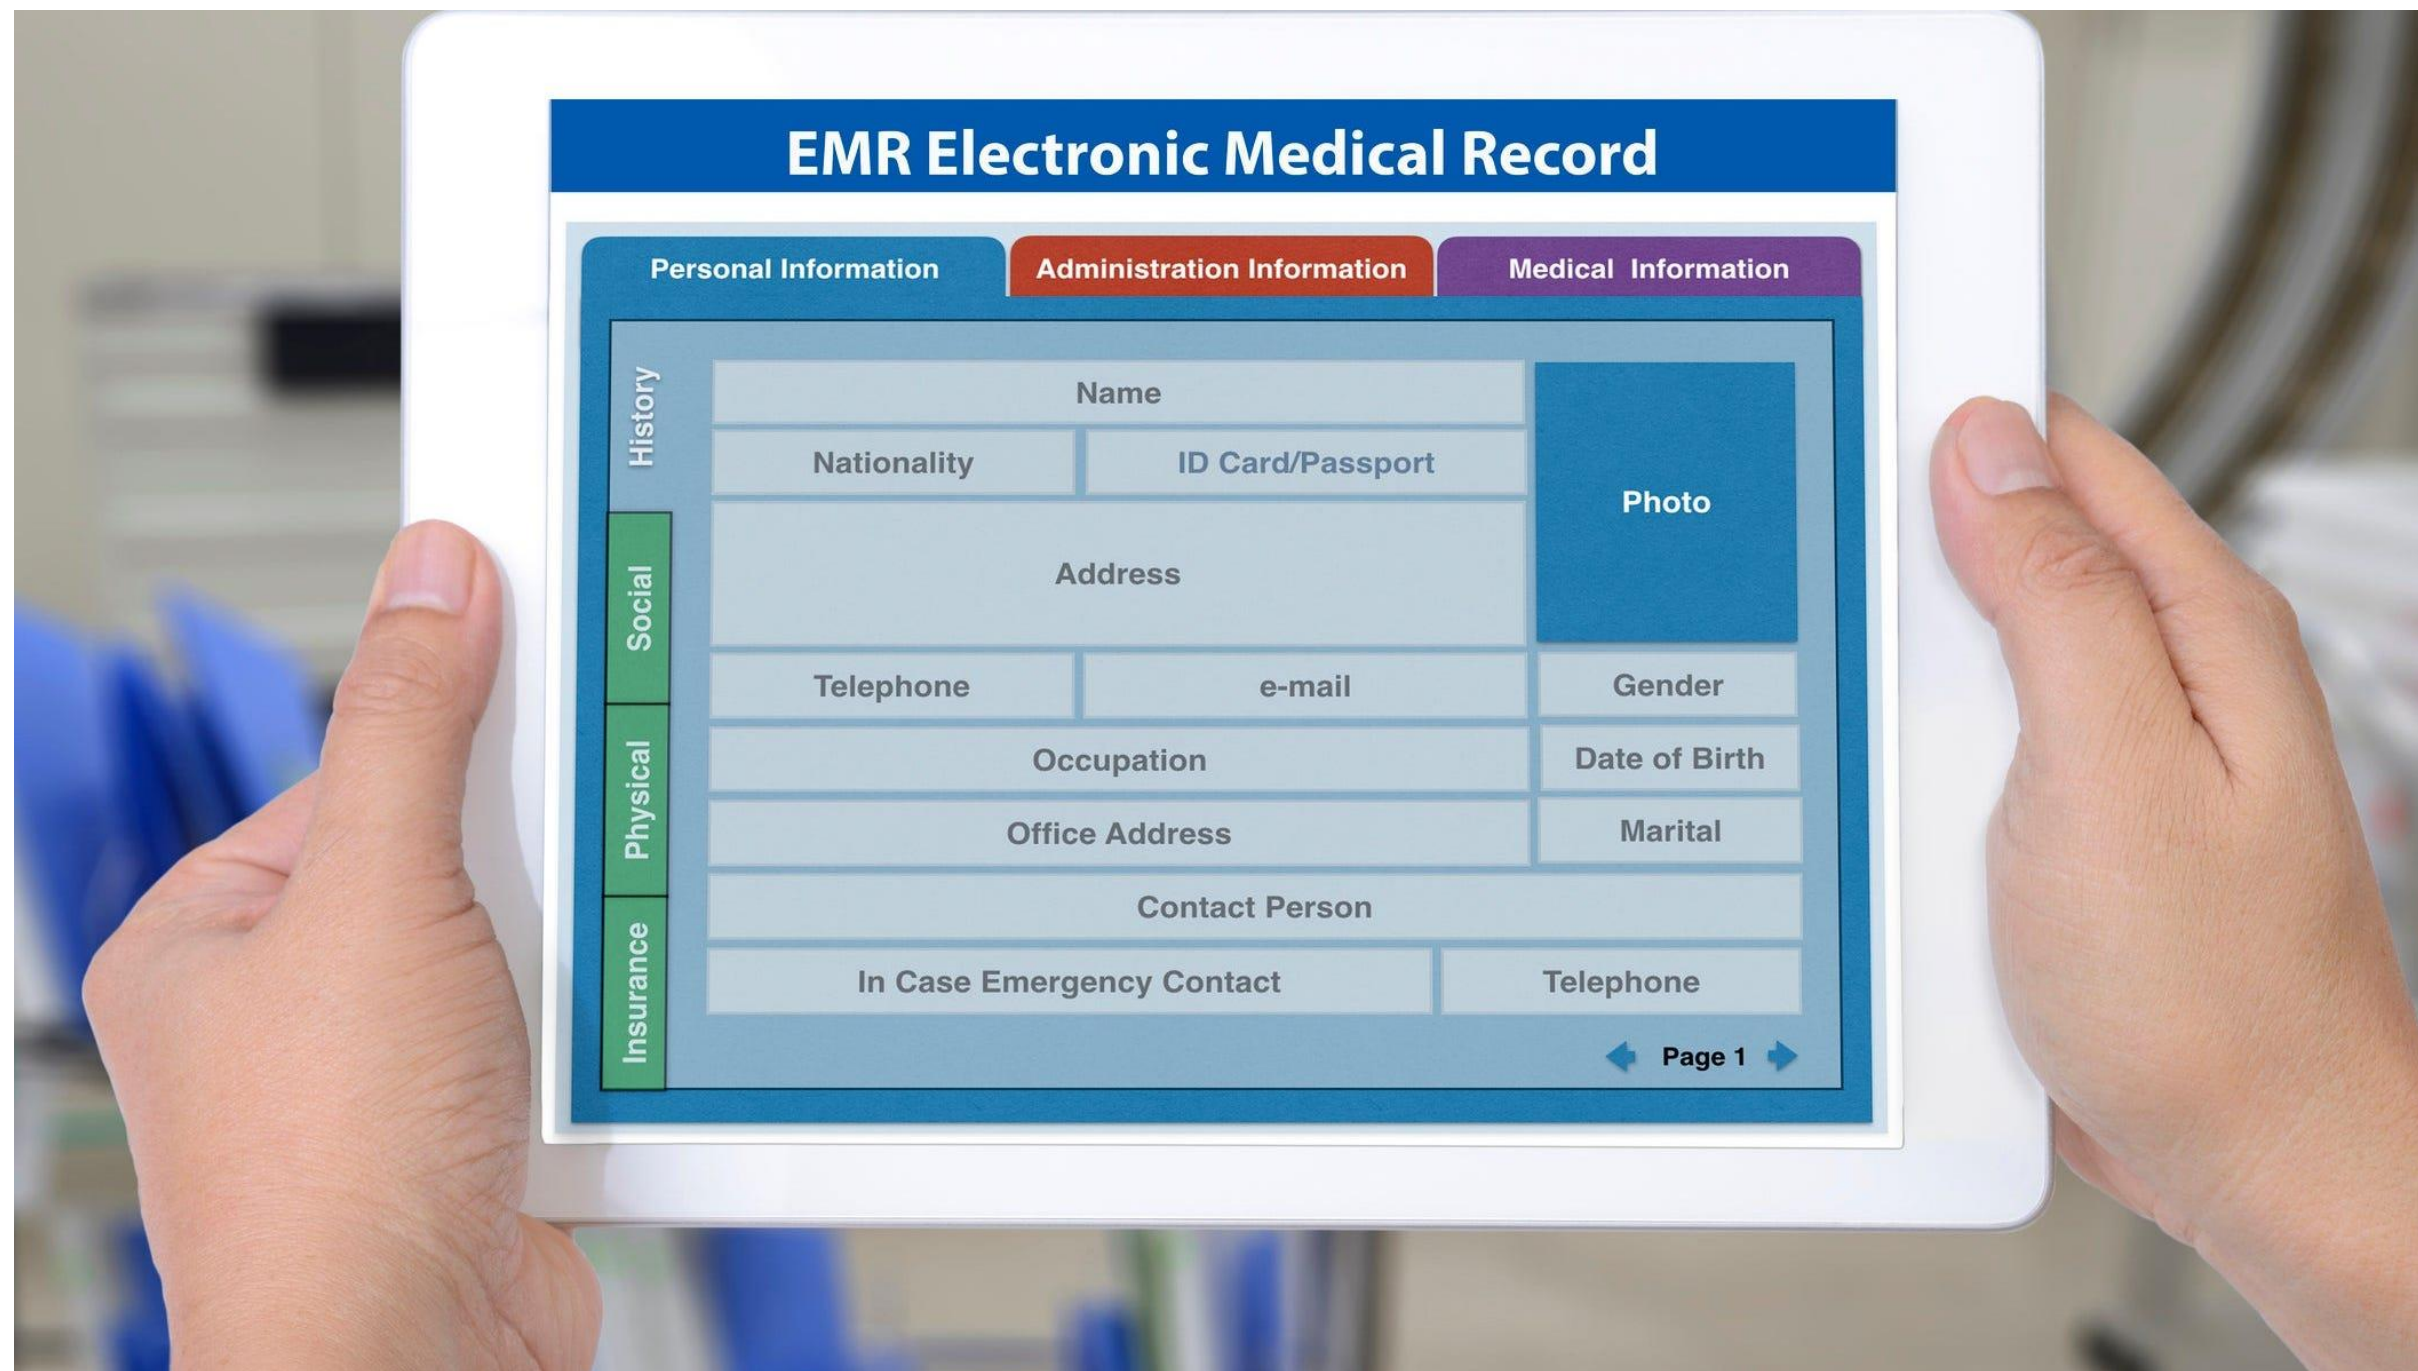 EMR Electronic Medical Record
Personal Information
Administration Information
Medical  Information
History
Social
Physical
Insurance
Name
Nationality
ID Card/Passport
Photo
Address
Telephone
e-mail
Gender
Occupation
Date of Birth
Office Address
Marital
Contact Person
In Case Emergency Contact
Telephone
Page 1